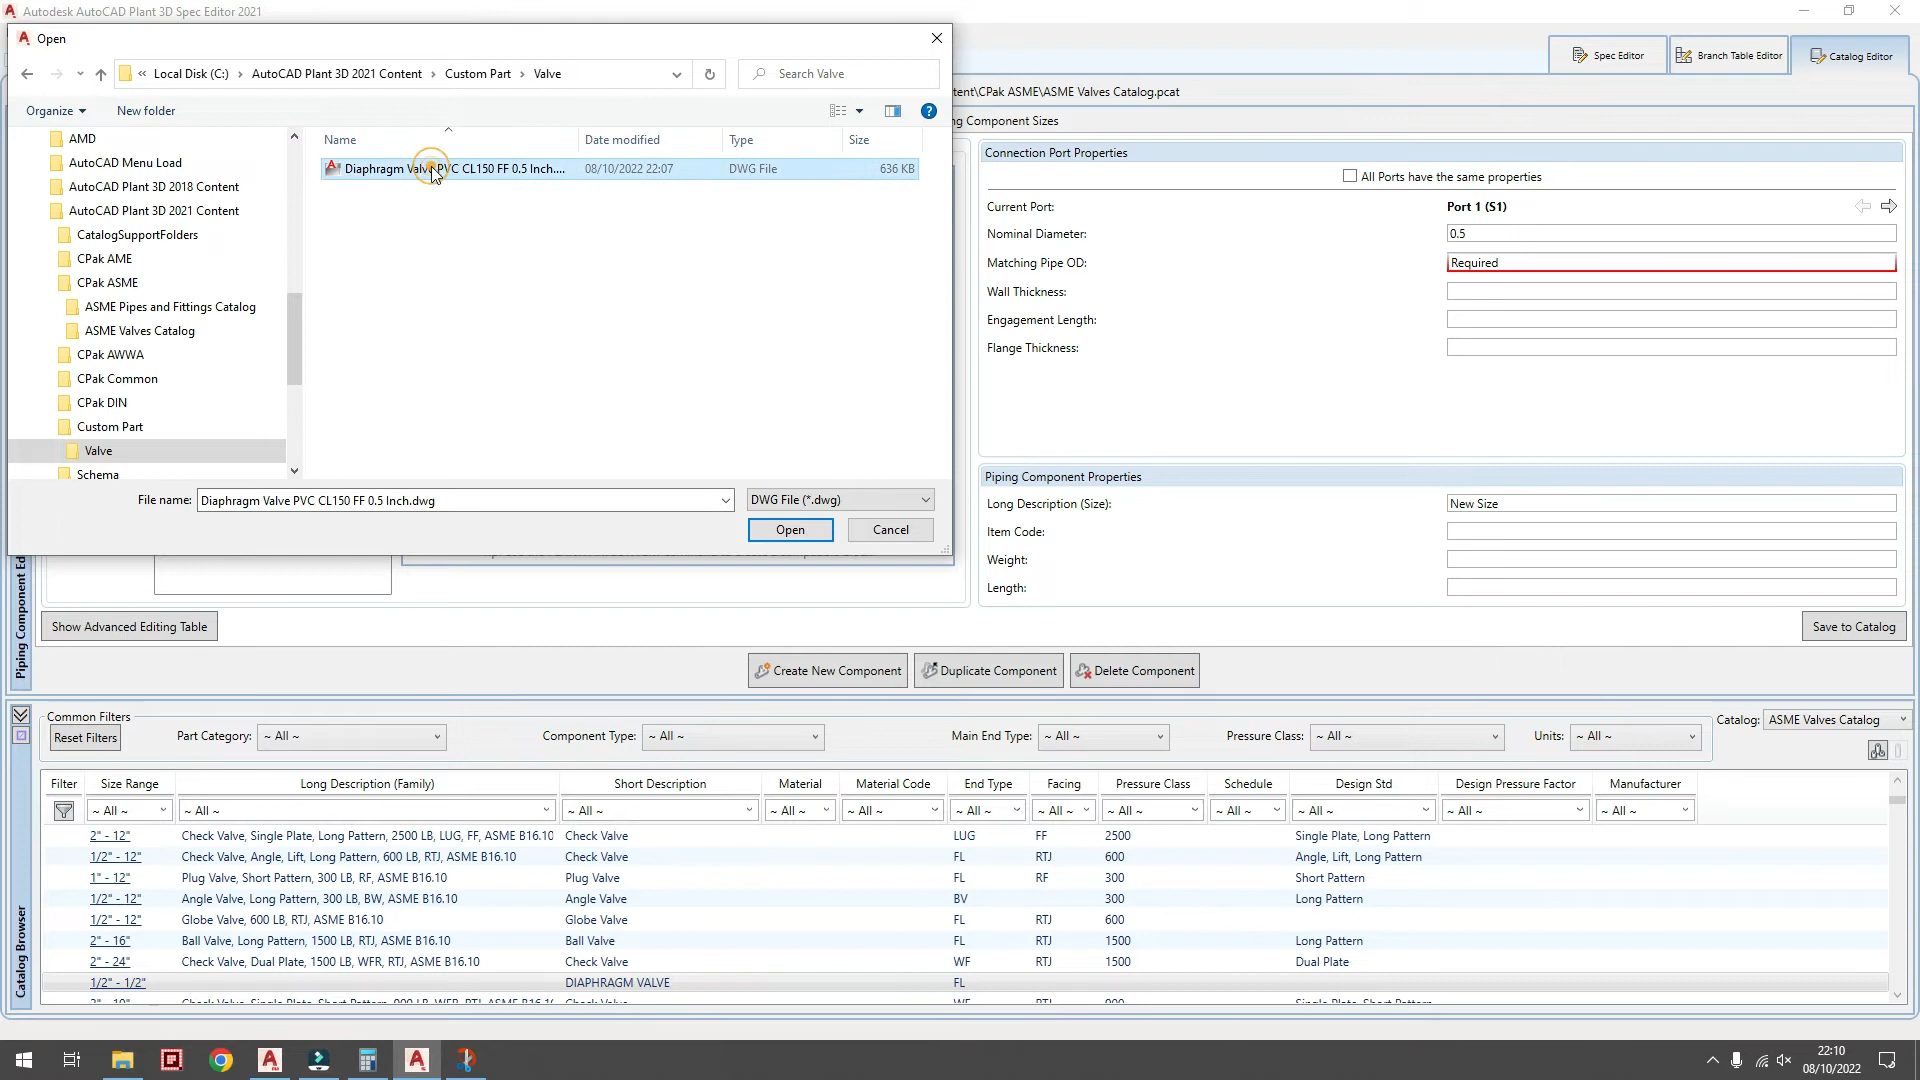 Autodesk AutoCAD Plant 3D Spec Editor 2021
Open
« Local Disk (C:) › AutoCAD Plant 3D 2021 Content › Custom Part › Valve
Search Valve
Spec Editor
Branch Table Editor
Catalog Editor
tent\CPak ASME\ASME Valves Catalog.pcat
Organize
New folder
ng Component Sizes
Name
Date modified
Type
Size
AMD
AutoCAD Menu Load
AutoCAD Plant 3D 2018 Content
AutoCAD Plant 3D 2021 Content
CatalogSupportFolders
CPak AME
CPak ASME
ASME Pipes and Fittings Catalog
ASME Valves Catalog
CPak AWWA
CPak Common
CPak DIN
Custom Part
Valve
Schema
Diaphragm Valve PVC CL150 FF 0.5 Inch.... 08/10/2022 22:07 DWG File 636 KB
File name: Diaphragm Valve PVC CL150 FF 0.5 Inch.dwg
DWG File (*.dwg)
Open
Cancel
Connection Port Properties
All Ports have the same properties
Current Port: Port 1 (S1)
Nominal Diameter: 0.5
Matching Pipe OD: Required
Wall Thickness:
Engagement Length:
Flange Thickness:
Piping Component Properties
Long Description (Size): New Size
Item Code:
Weight:
Length:
Piping Component Ed
Show Advanced Editing Table
Save to Catalog
Create New Component
Duplicate Component
Delete Component
Common Filters
Reset Filters
Part Category: ~ All ~
Component Type: ~ All ~
Main End Type: ~ All ~
Pressure Class: ~ All ~
Units: ~ All ~
Catalog: ASME Valves Catalog
Catalog Browser
Filter Size Range Long Description (Family) Short Description Material Material Code End Type Facing Pressure Class Schedule Design Std Design Pressure Factor Manufacturer
~ All ~ ~ All ~ ~ All ~ ~ All ~ ~ All ~ ~ All ~ ~ All ~ ~ All ~ ~ All ~ ~ All ~ ~ All ~ ~ All ~
2" - 12" Check Valve, Single Plate, Long Pattern, 2500 LB, LUG, FF, ASME B16.10 Check Valve LUG FF 2500 Single Plate, Long Pattern
1/2" - 12" Check Valve, Angle, Lift, Long Pattern, 600 LB, RTJ, ASME B16.10 Check Valve FL RTJ 600 Angle, Lift, Long Pattern
1" - 12" Plug Valve, Short Pattern, 300 LB, RF, ASME B16.10 Plug Valve FL RF 300 Short Pattern
1/2" - 12" Angle Valve, Long Pattern, 300 LB, BW, ASME B16.10 Angle Valve BV 300 Long Pattern
1/2" - 12" Globe Valve, 600 LB, RTJ, ASME B16.10 Globe Valve FL RTJ 600
2" - 16" Ball Valve, Long Pattern, 1500 LB, RTJ, ASME B16.10 Ball Valve FL RTJ 1500 Long Pattern
2" - 24" Check Valve, Dual Plate, 1500 LB, WFR, RTJ, ASME B16.10 Check Valve WF RTJ 1500 Dual Plate
1/2" - 1/2" DIAPHRAGM VALVE FL
22:10
08/10/2022